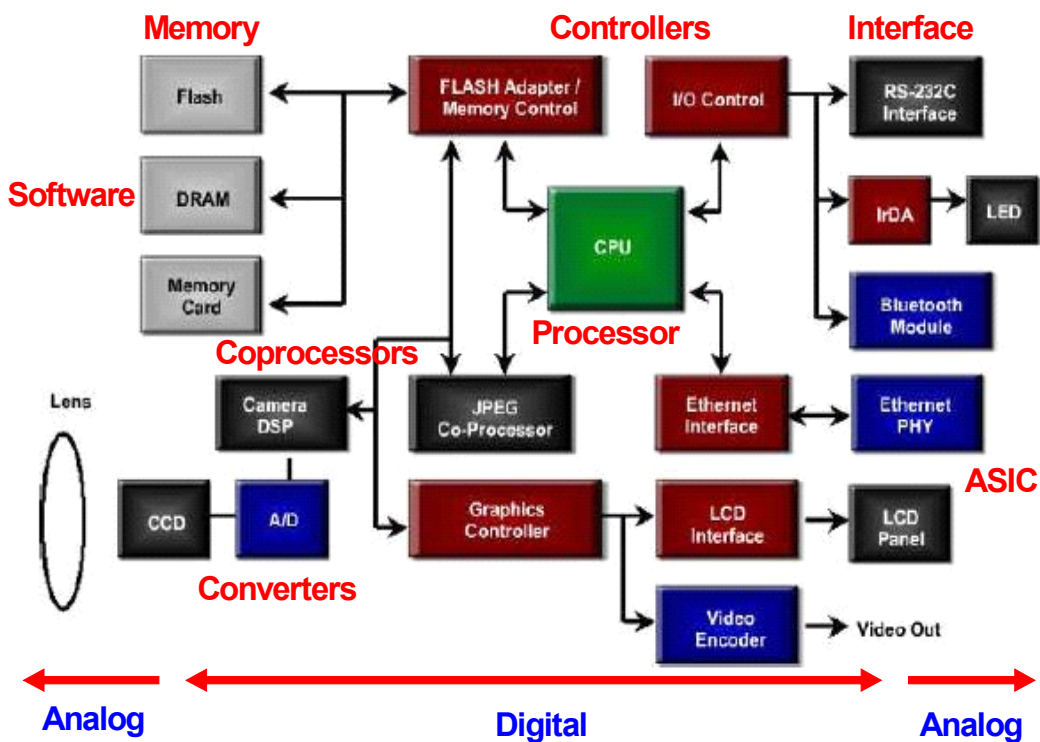 Memory
Controllers
Interface
Flash
FLASH Adapter /
Memory Control
I/O Control
RS-232C
Interface
Software
DRAM
IrDA
LED
CPU
Memory
Card
Bluetooth
Module
Processor
Coprocessors
Lens
Camera
DSP
JPEG
Co-Processor
Ethernet
Interface
Ethernet
PHY
ASIC
CCD
A/D
Graphics
Controller
LCD
Interface
LCD
Panel
Converters
Video
Encoder
Video Out
Analog
Digital
Analog